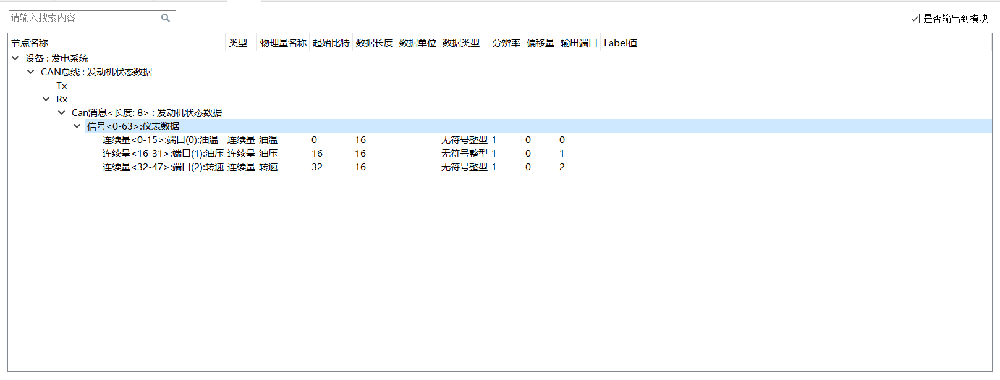 请输入搜索内容
是否输出到模块
节点名称 类型 物理量名称 起始比特 数据长度 数据单位 数据类型 分辨率 偏移量 输出端口 Label值
设备 : 发电系统
CAN总线 : 发动机状态数据
Tx
Rx
Can消息<长度: 8> : 发动机状态数据
信号<0-63>:仪表数据
连续量<0-15>:端口(0):油温 连续量 油温 0 16 无符号整型 1 0 0
连续量<16-31>:端口(1):油压 连续量 油压 16 16 无符号整型 1 0 1
连续量<32-47>:端口(2):转速 连续量 转速 32 16 无符号整型 1 0 2